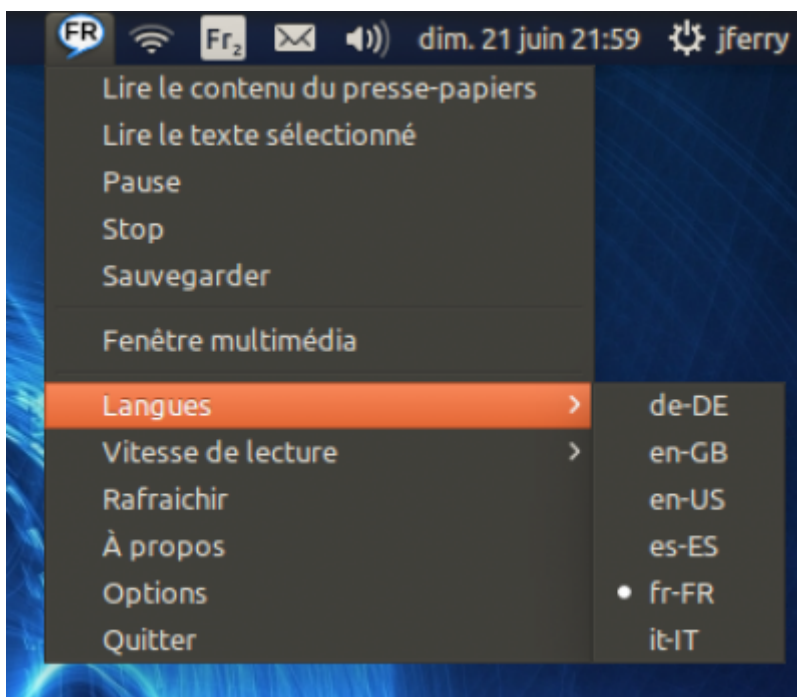 FR Fr2 dim. 21 juin 21:59 jferry
Lire le contenu du presse-papiers
Lire le texte sélectionné
Pause
Stop
Sauvegarder
Fenêtre multimédia
Langues
Vitesse de lecture
Rafraichir
À propos
Options
Quitter
de-DE
en-GB
en-US
es-ES
fr-FR
it-IT